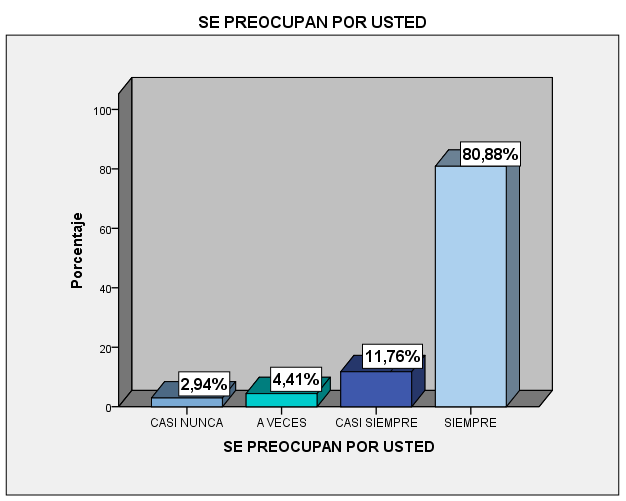 SE PREOCUPAN POR USTED
Porcentaje
100
80
60
40
20
0
2,94%
4,41%
11,76%
80,88%
CASI NUNCA
A VECES
CASI SIEMPRE
SIEMPRE
SE PREOCUPAN POR USTED